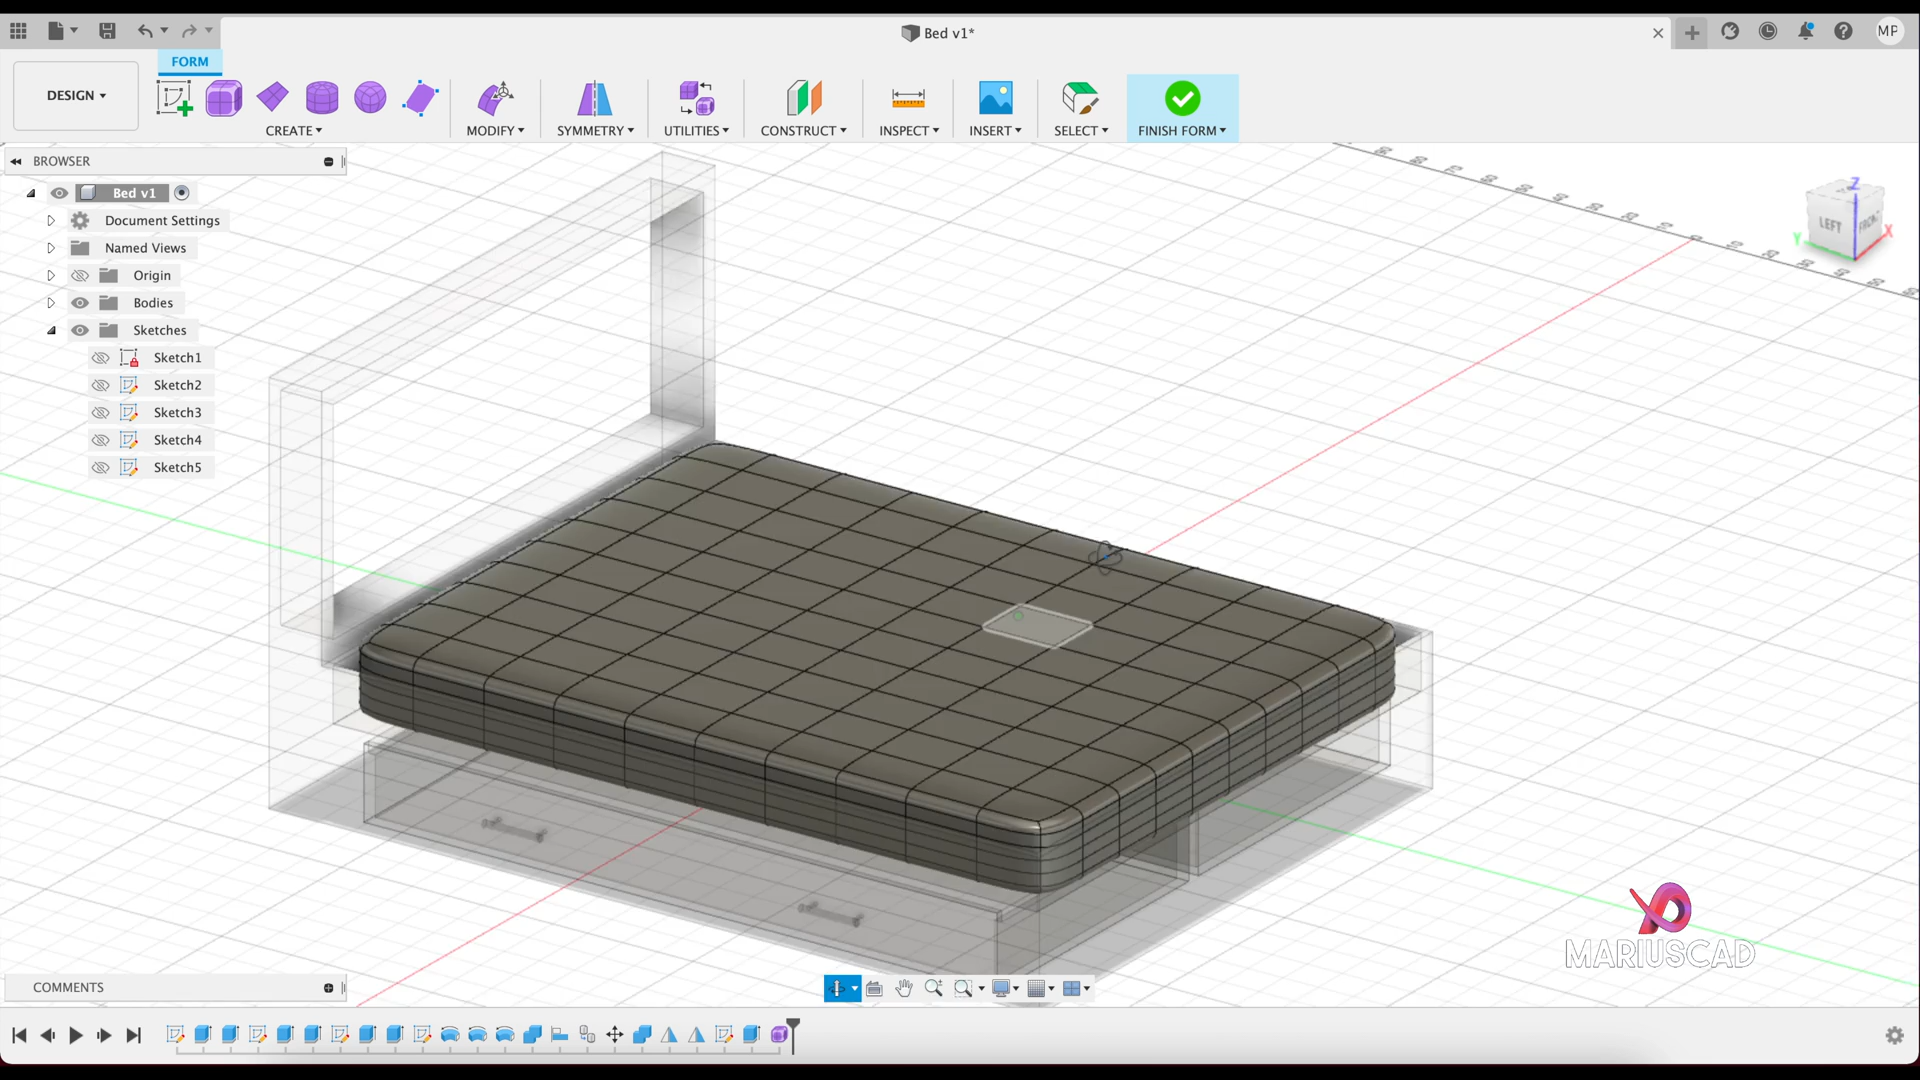 Bed v1*
MP
FORM
DESIGN
CREATE
MODIFY
SYMMETRY
UTILITIES
CONSTRUCT
INSPECT
INSERT
SELECT
FINISH FORM
BROWSER
Bed v1
Document Settings
Named Views
Origin
Bodies
Sketches
Sketch1
Sketch2
Sketch3
Sketch4
Sketch5
Z
LEFT
FRONT
Y
X
MARIUSCAD
COMMENTS